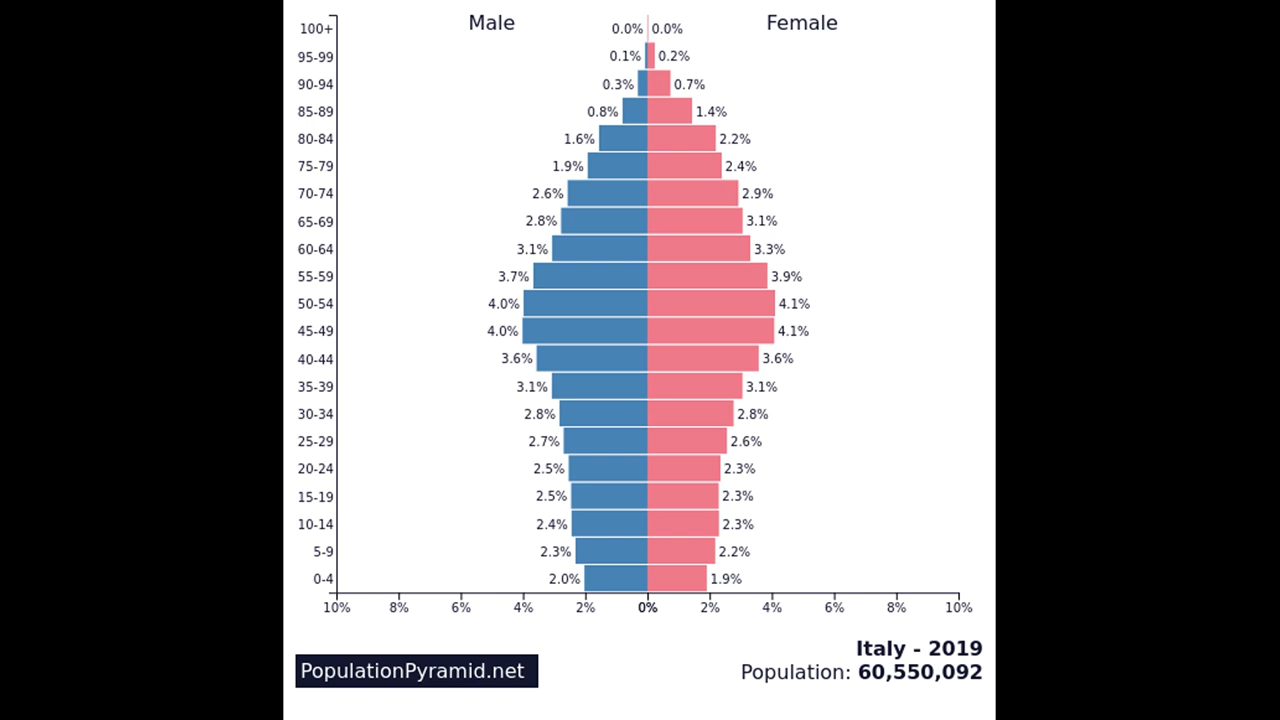 Male Female
100+ 0.0% 0.0%
95-99 0.1% 0.2%
90-94 0.3% 0.7%
85-89 0.8% 1.4%
80-84 1.6% 2.2%
75-79 1.9% 2.4%
70-74 2.6% 2.9%
65-69 2.8% 3.1%
60-64 3.1% 3.3%
55-59 3.7% 3.9%
50-54 4.0% 4.1%
45-49 4.0% 4.1%
40-44 3.6% 3.6%
35-39 3.1% 3.1%
30-34 2.8% 2.8%
25-29 2.7% 2.6%
20-24 2.5% 2.3%
15-19 2.5% 2.3%
10-14 2.4% 2.3%
5-9 2.3% 2.2%
0-4 2.0% 1.9%
10% 8% 6% 4% 2% 0% 2% 4% 6% 8% 10%
Italy - 2019
PopulationPyramid.net
Population: 60,550,092